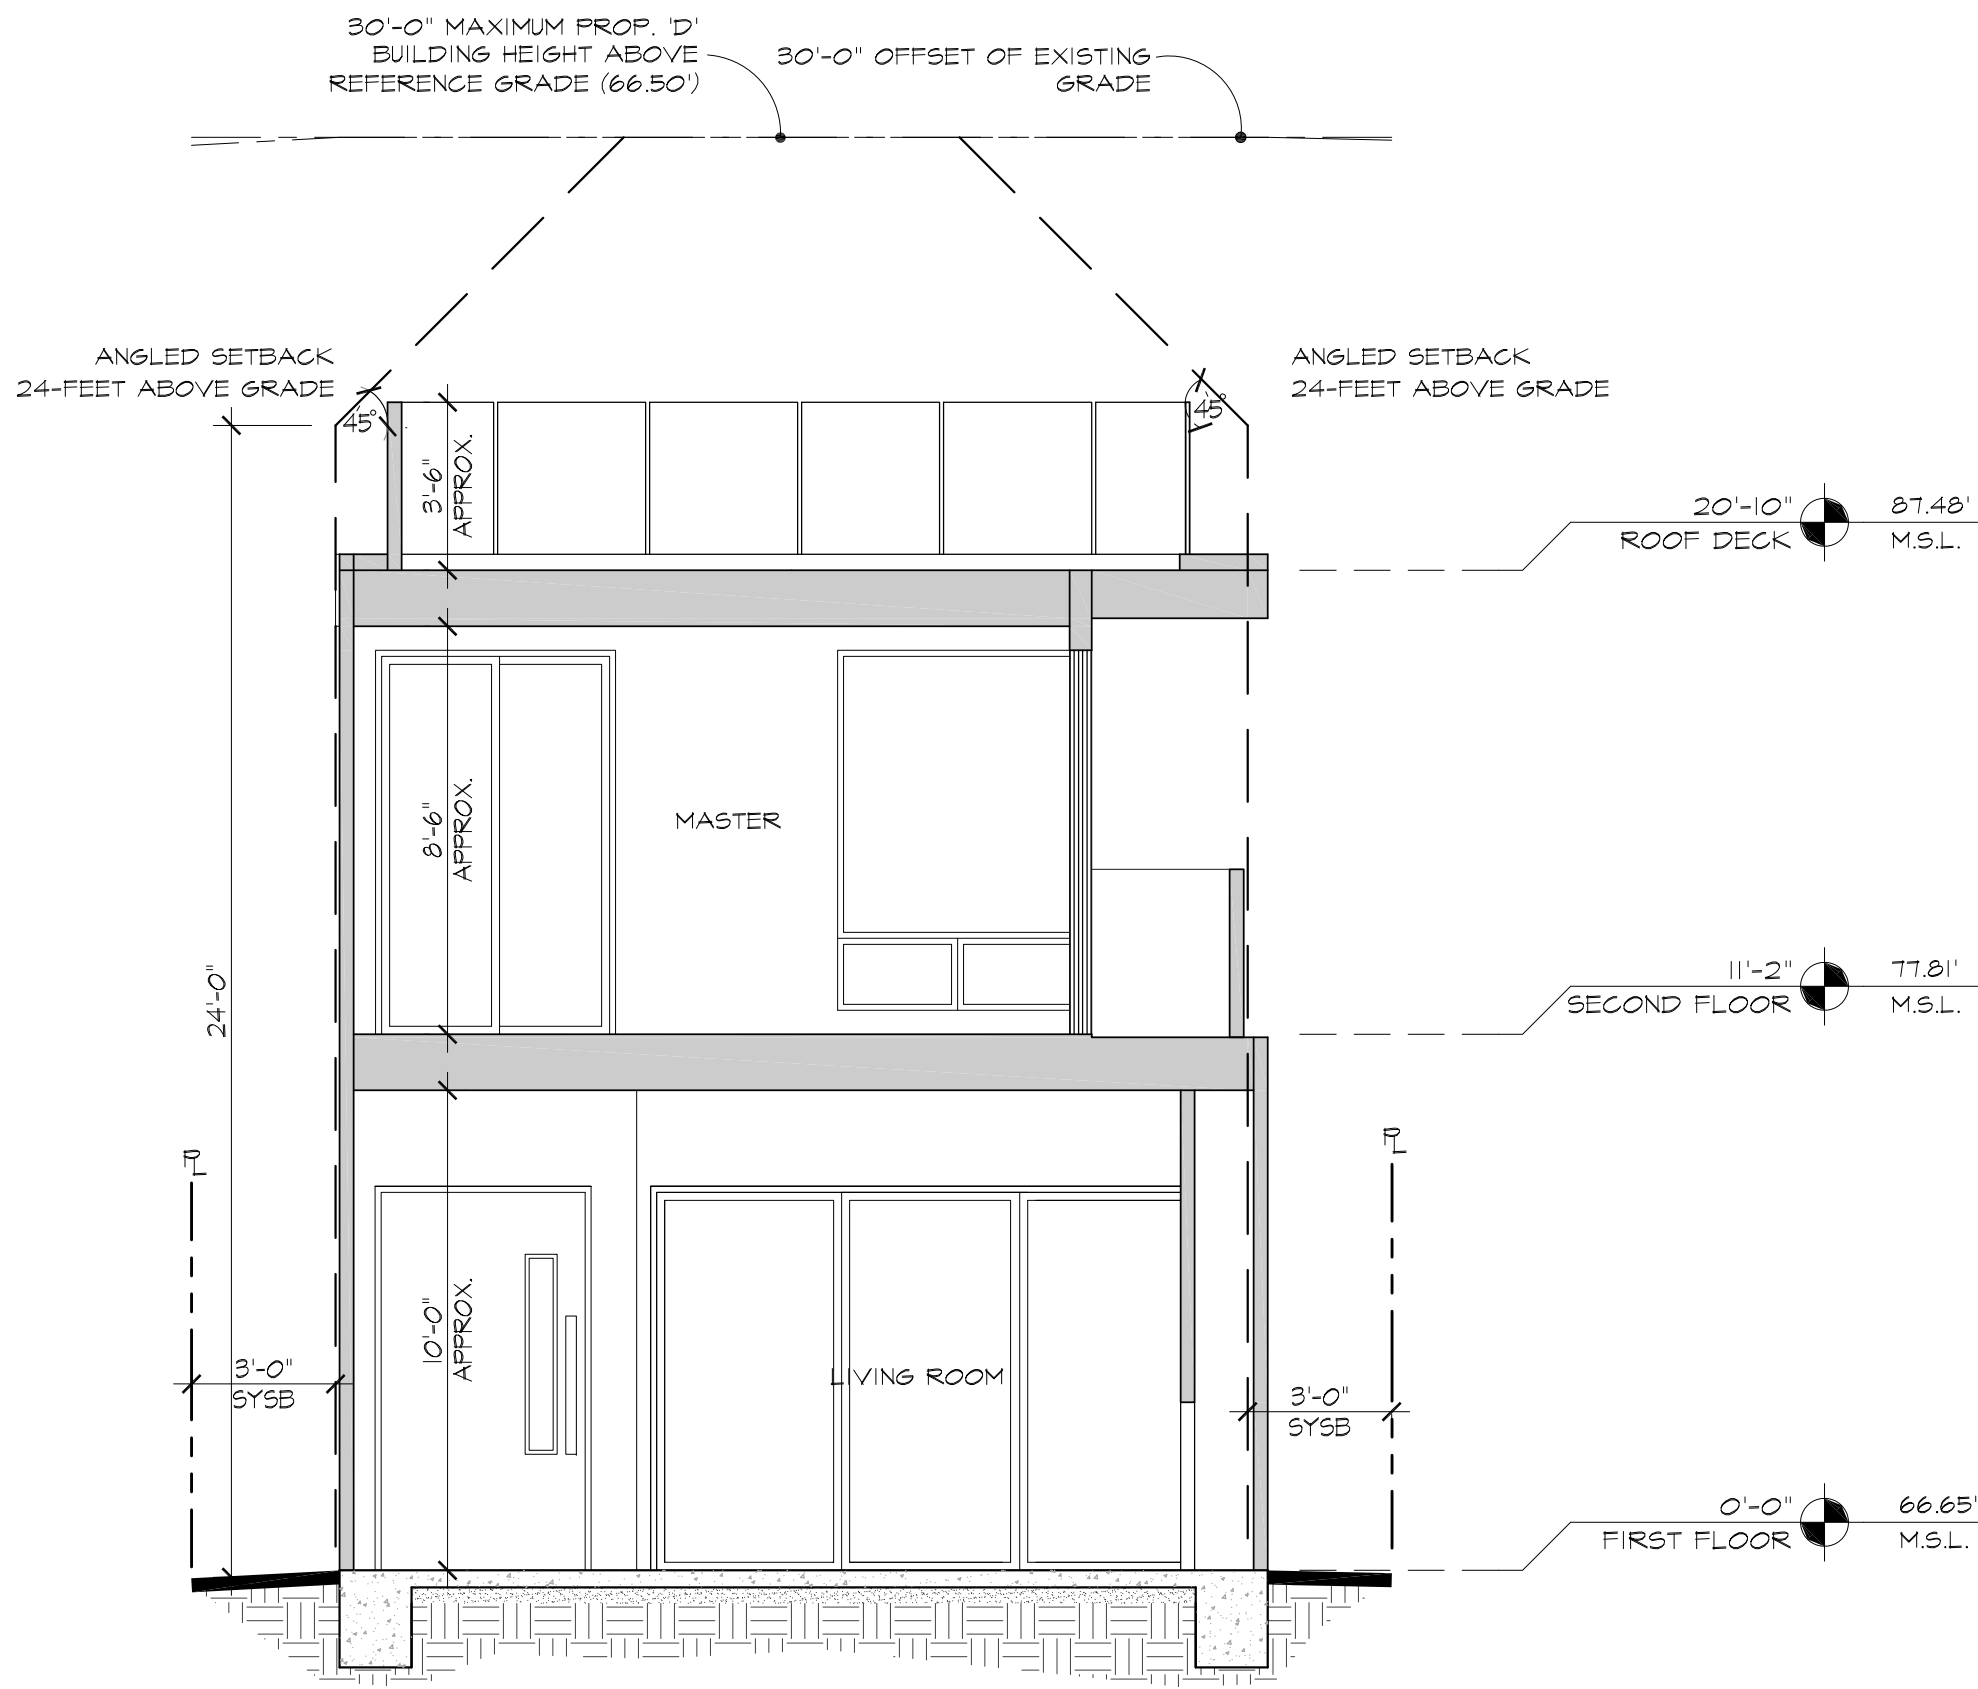 30'-0" MAXIMUM PROP. 'D'
BUILDING HEIGHT ABOVE
REFERENCE GRADE (66.50')
30'-0" OFFSET OF EXISTING
GRADE
ANGLED SETBACK
24-FEET ABOVE GRADE
45°
ANGLED SETBACK
24-FEET ABOVE GRADE
45°
3'-6"
APPROX.
20'-10"
ROOF DECK
87.48'
M.S.L.
8'-6"
APPROX.
MASTER
24'-0"
11'-2"
SECOND FLOOR
77.81'
M.S.L.
PL
PL
10'-0"
APPROX.
LIVING ROOM
3'-0"
SYSB
3'-0"
SYSB
0'-0"
FIRST FLOOR
66.65'
M.S.L.